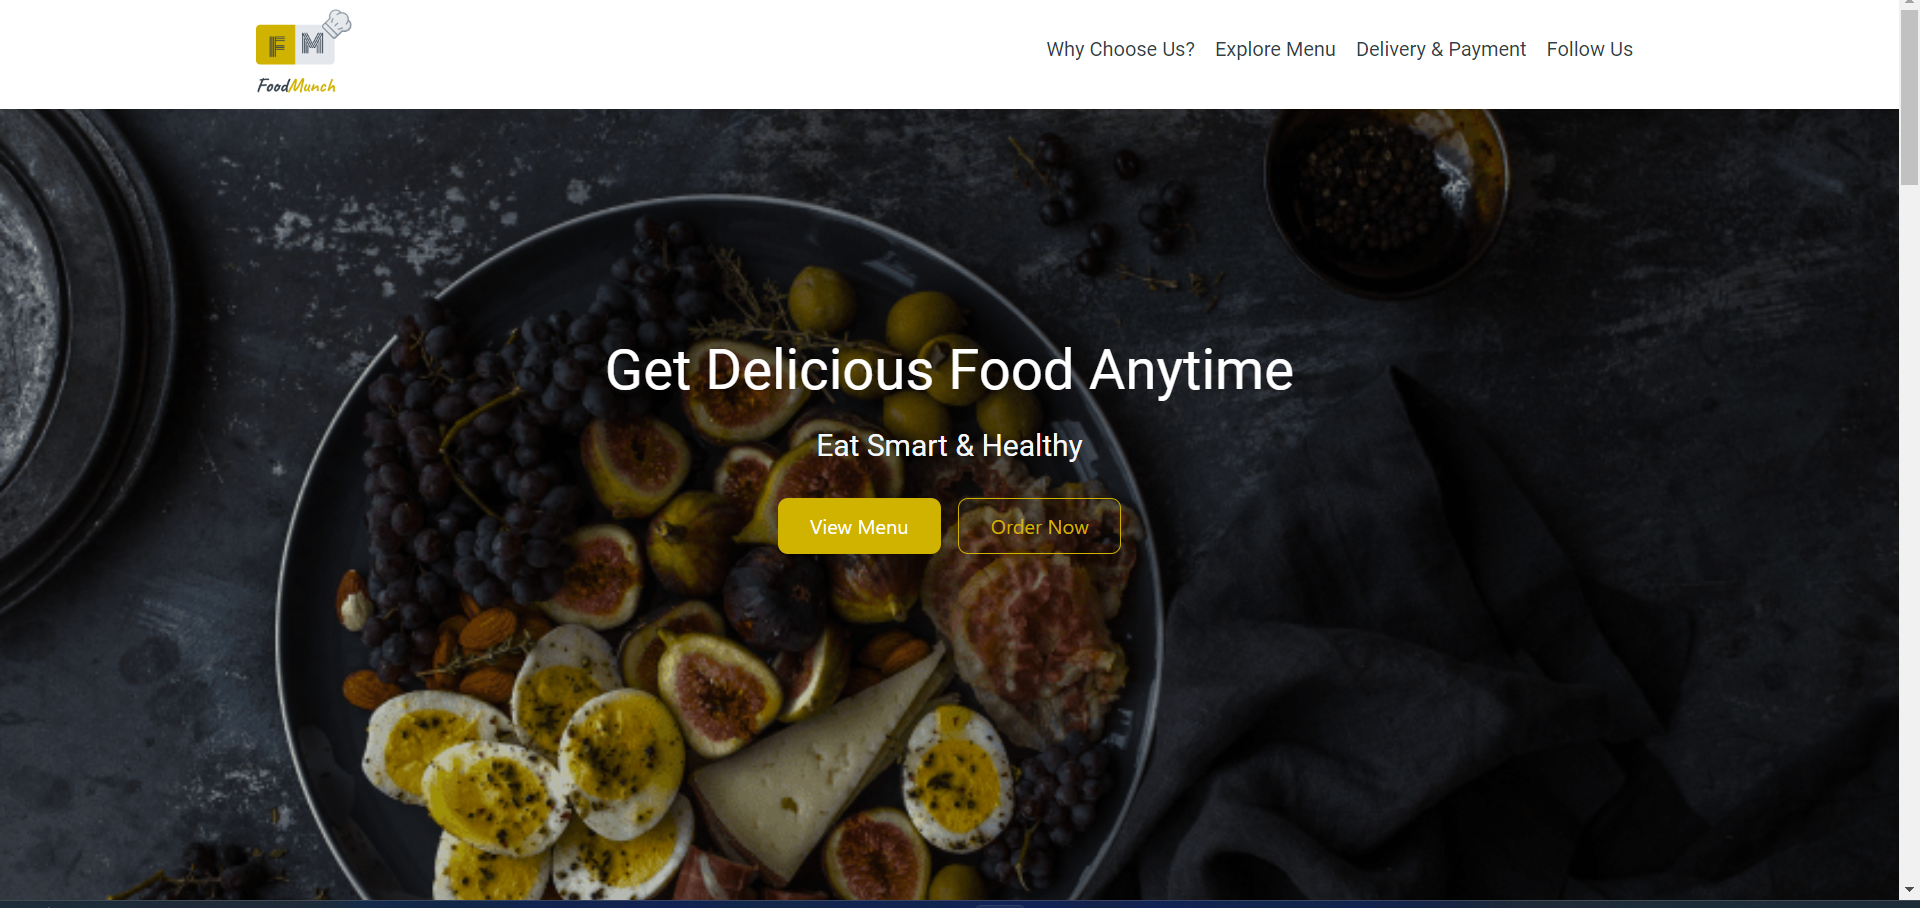 F M
FoodMunch
Why Choose Us? Explore Menu Delivery & Payment Follow Us
Get Delicious Food Anytime
Eat Smart & Healthy
View Menu Order Now